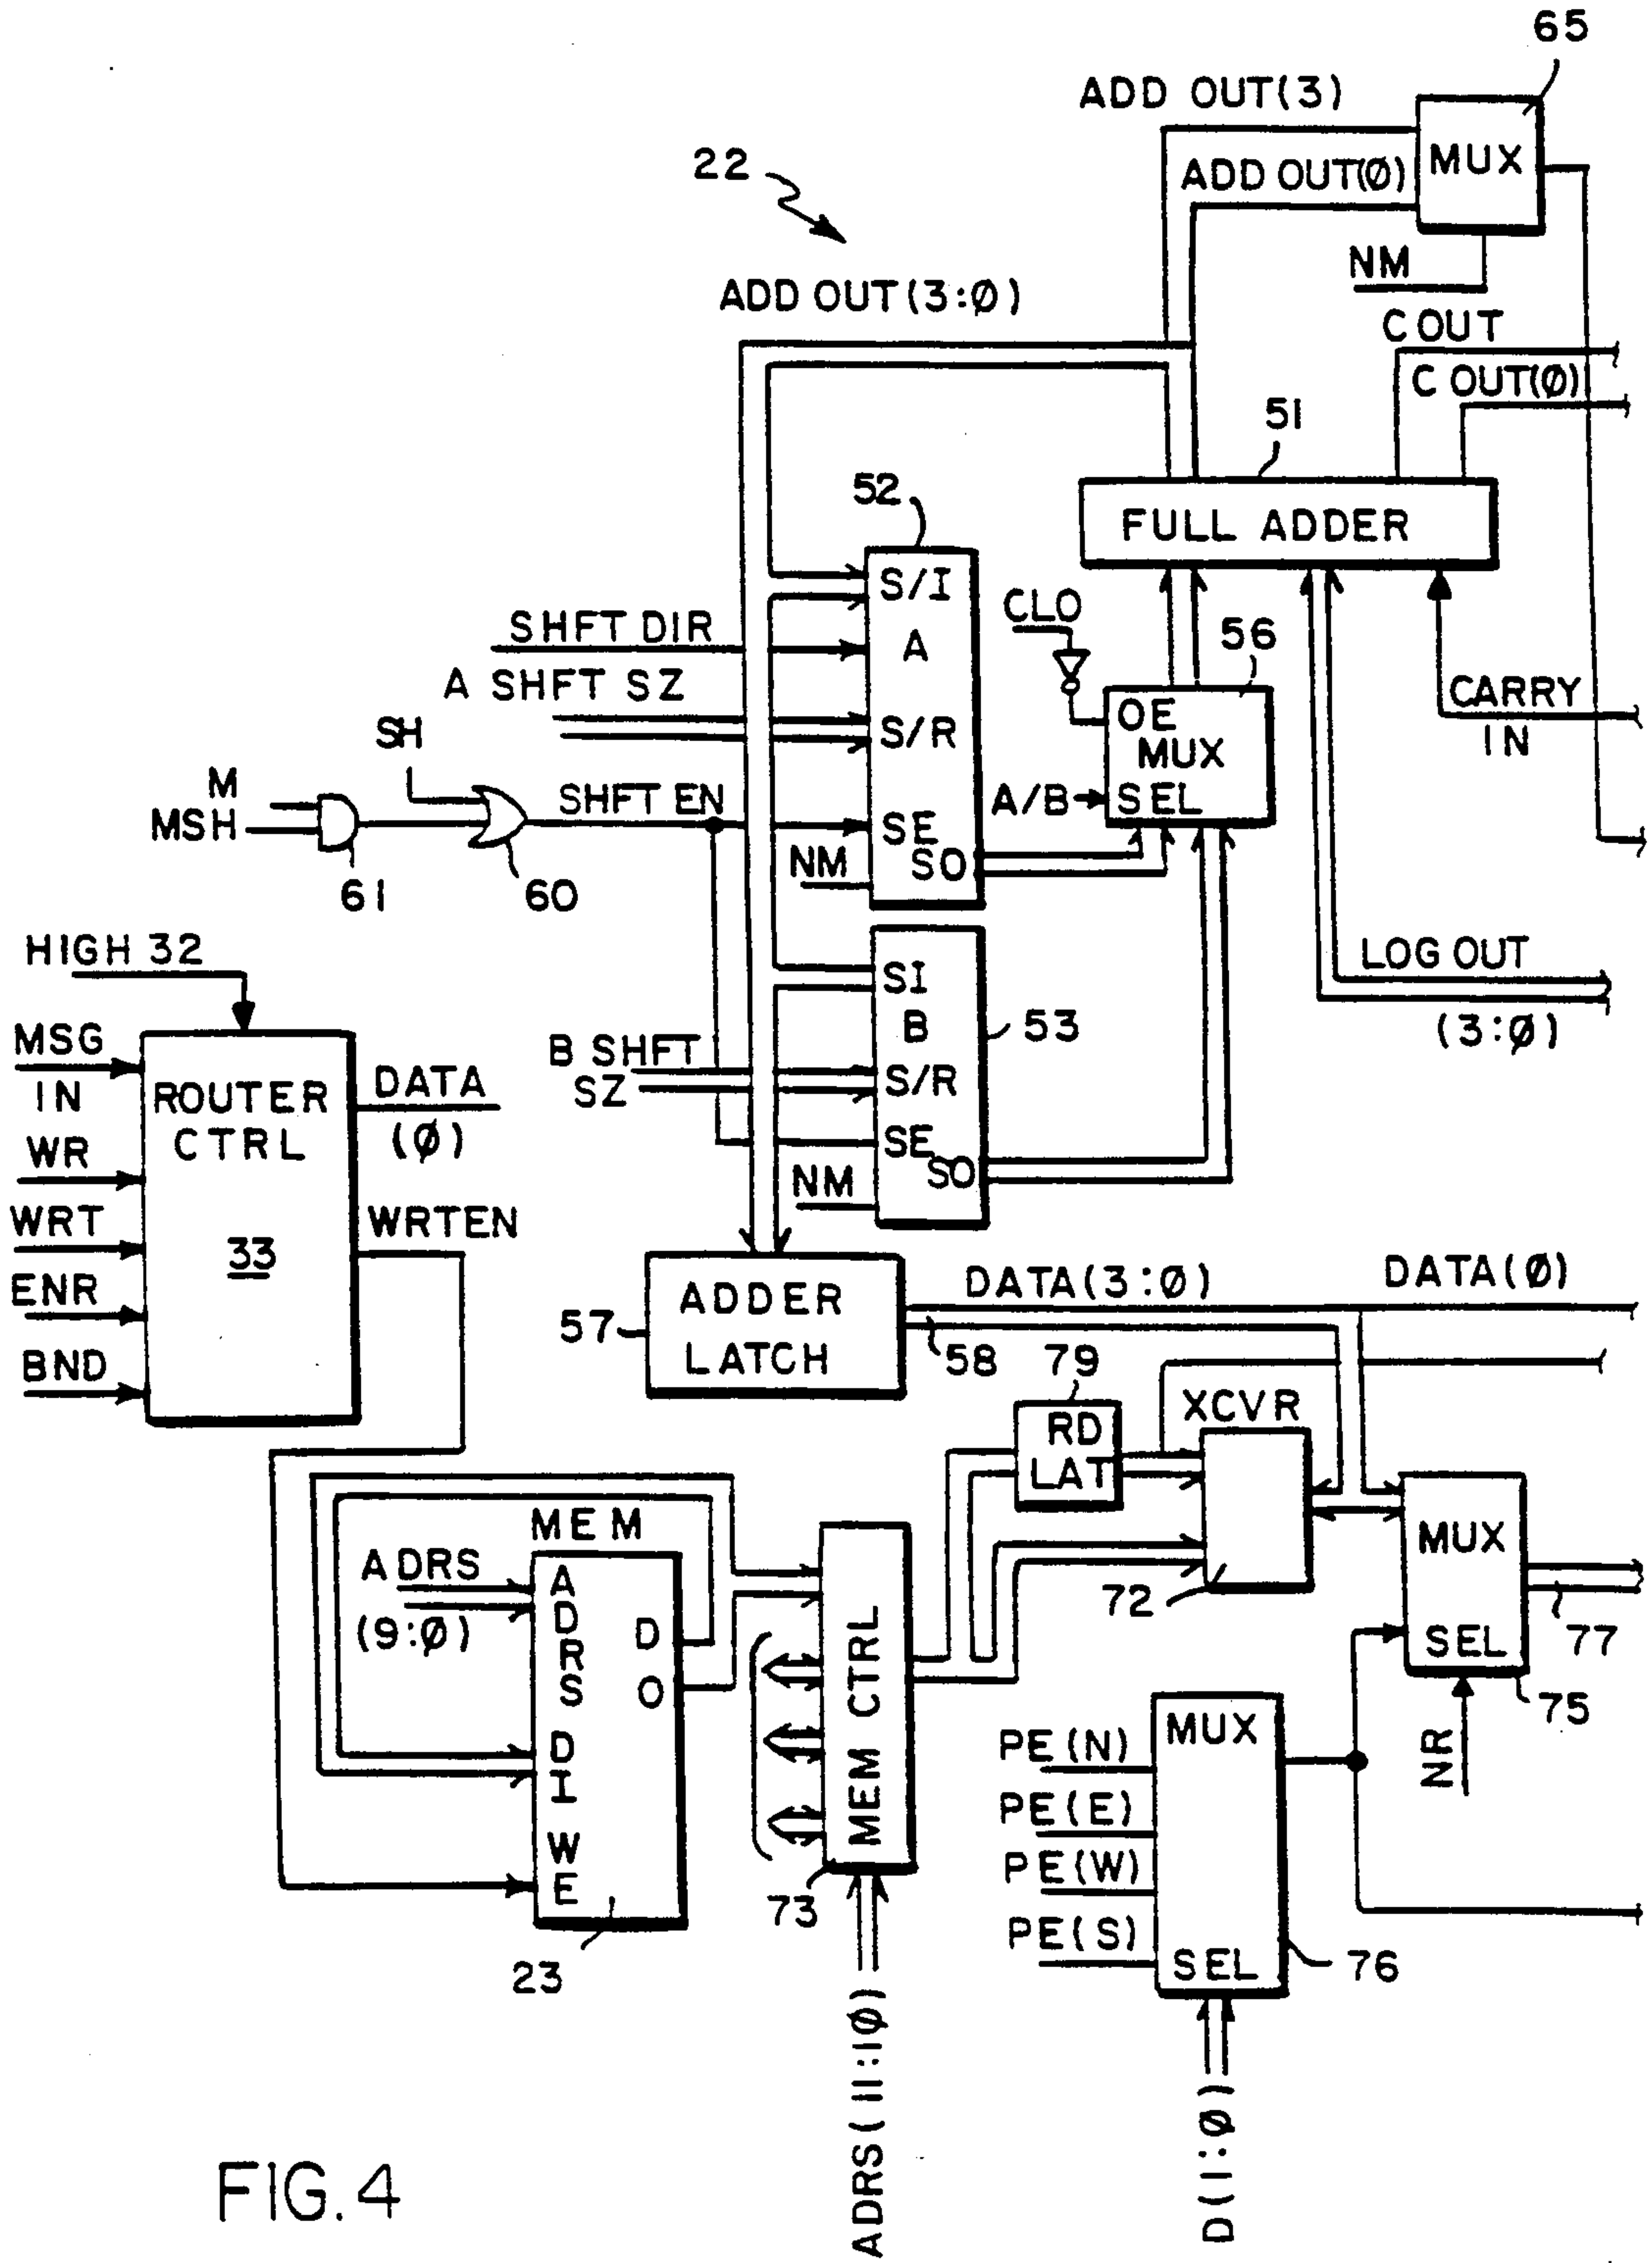 65
ADD OUT(3)
MUX
22
ADD OUT(Ø)
NM
ADD OUT(3:Ø)
C OUT
C OUT(Ø)
51
52
FULL ADDER
S/I
CLO
SHFT DIR
A
56
A SHFT SZ
OE
CARRY
IN
S/R
MUX
SH
M
MSH
SHFT EN
A/B
SEL
SE
NM
SO
61
60
HIGH 32
LOG OUT
(3:Ø)
SI
B
53
MSG
IN
B SHFT
SZ
S/R
ROUTER
CTRL
DATA
(Ø)
WR
SE
SO
NM
WRT
WRTEN
33
ENR
DATA(3:Ø)
DATA(Ø)
ADDER
LATCH
57
58
BND
79
RD
LAT
XCVR
MEM
MUX
ADRS
(9:Ø)
A
D
R
S
D
O
72
77
MEM CTRL
SEL
75
NR
D
I
MUX
PE(N)
PE(E)
W
E
PE(W)
73
PE(S)
SEL
76
23
ADRS(11:1Ø)
D(1:Ø)
FIG.4